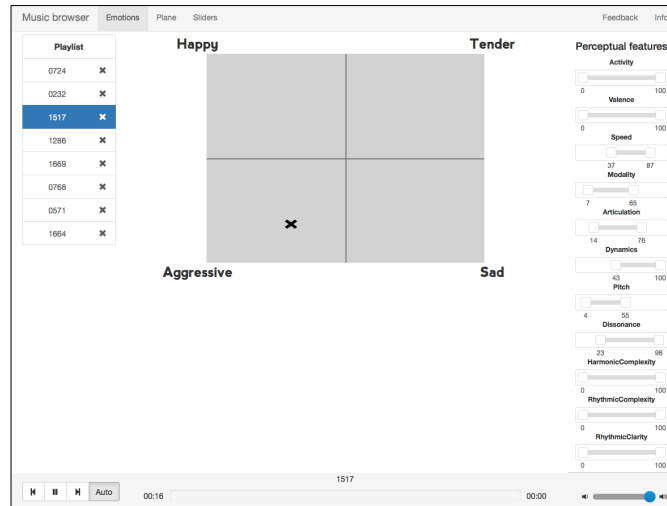 Music browser Emotions Plane Sliders Feedback Info
Playlist
0724
0232
1517
1286
1669
0768
0571
1664
Happy Tender
Aggressive Sad
Perceptual features
Activity
0 100
Valence
0 100
Speed
37 87
Modality
7 65
Articulation
14 76
Dynamics
43 100
Pitch
4 55
Dissonance
23 98
HarmonicComplexity
0 100
RhythmicComplexity
0 100
RhythmicClarity
0 100
1517
Auto 00:16 00:00